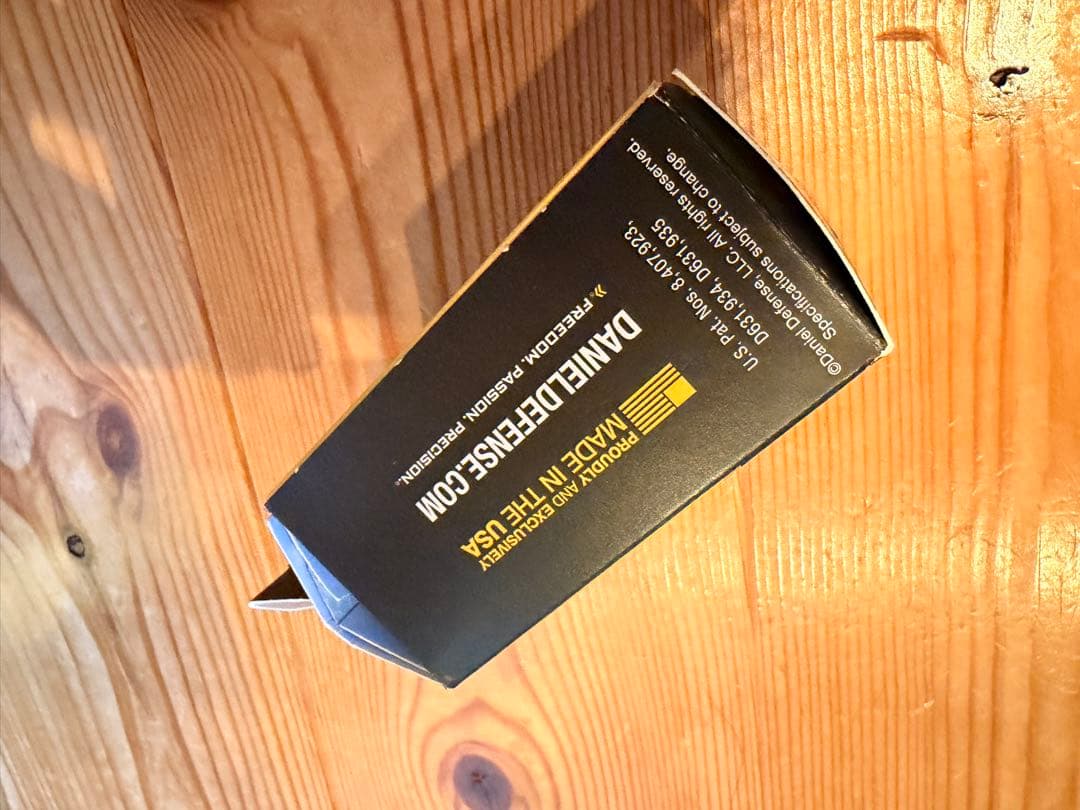 PROUDLY AND EXCLUSIVELY
MADE IN THE USA
DANIELDEFENSE.COM
». FREEDOM. PASSION. PRECISION.™
U.S. Pat. Nos. 8,407,923,
D631,934, D631,935
©Daniel Defense, LLC. All rights reserved.
Specifications subject to change.